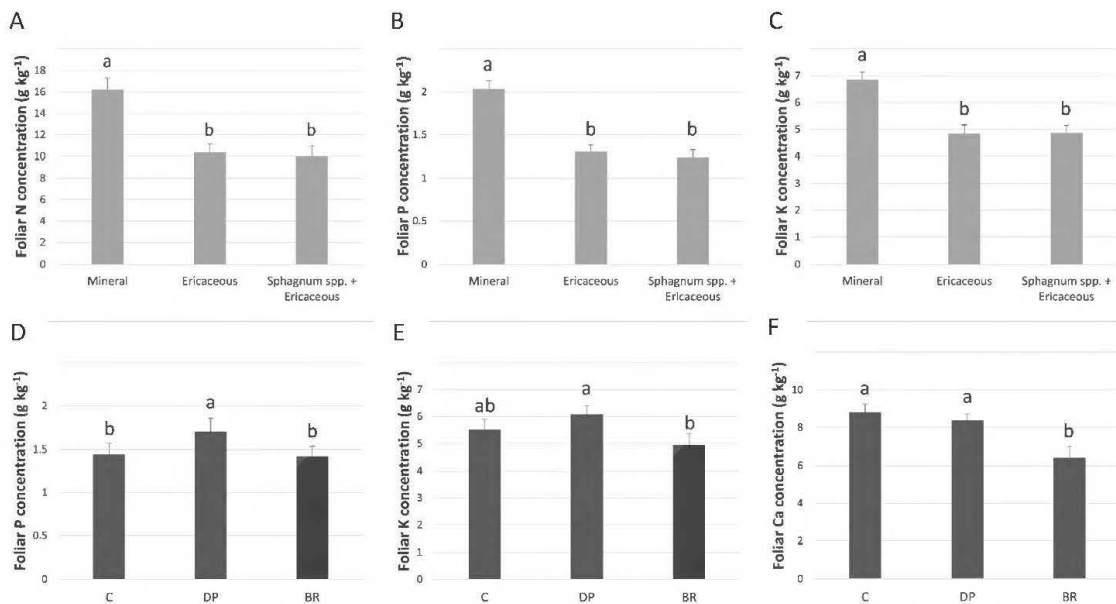 A
Foliar N concentration (g kg⁻¹)
18
16
14
12
10
8
6
4
2
0
a
b
b
Mineral
Ericaceous
Sphagnum spp. +
Ericaceous
B
Foliar P concentration (g kg⁻¹)
2
1.5
1
0.5
0
a
b
b
Mineral
Ericaceous
Sphagnum spp. +
Ericaceous
C
Foliar K concentration (g kg⁻¹)
7
6
5
4
3
2
1
0
a
b
b
Mineral
Ericaceous
Sphagnum spp. +
Ericaceous
D
Foliar P concentration (g kg⁻¹)
2
1.5
1
0.5
0
b
a
b
C
DP
BR
E
Foliar K concentration (g kg⁻¹)
7
6
5
4
3
2
1
0
ab
a
b
C
DP
BR
F
Foliar Ca concentration (g kg⁻¹)
10
8
6
4
2
0
a
a
b
C
DP
BR